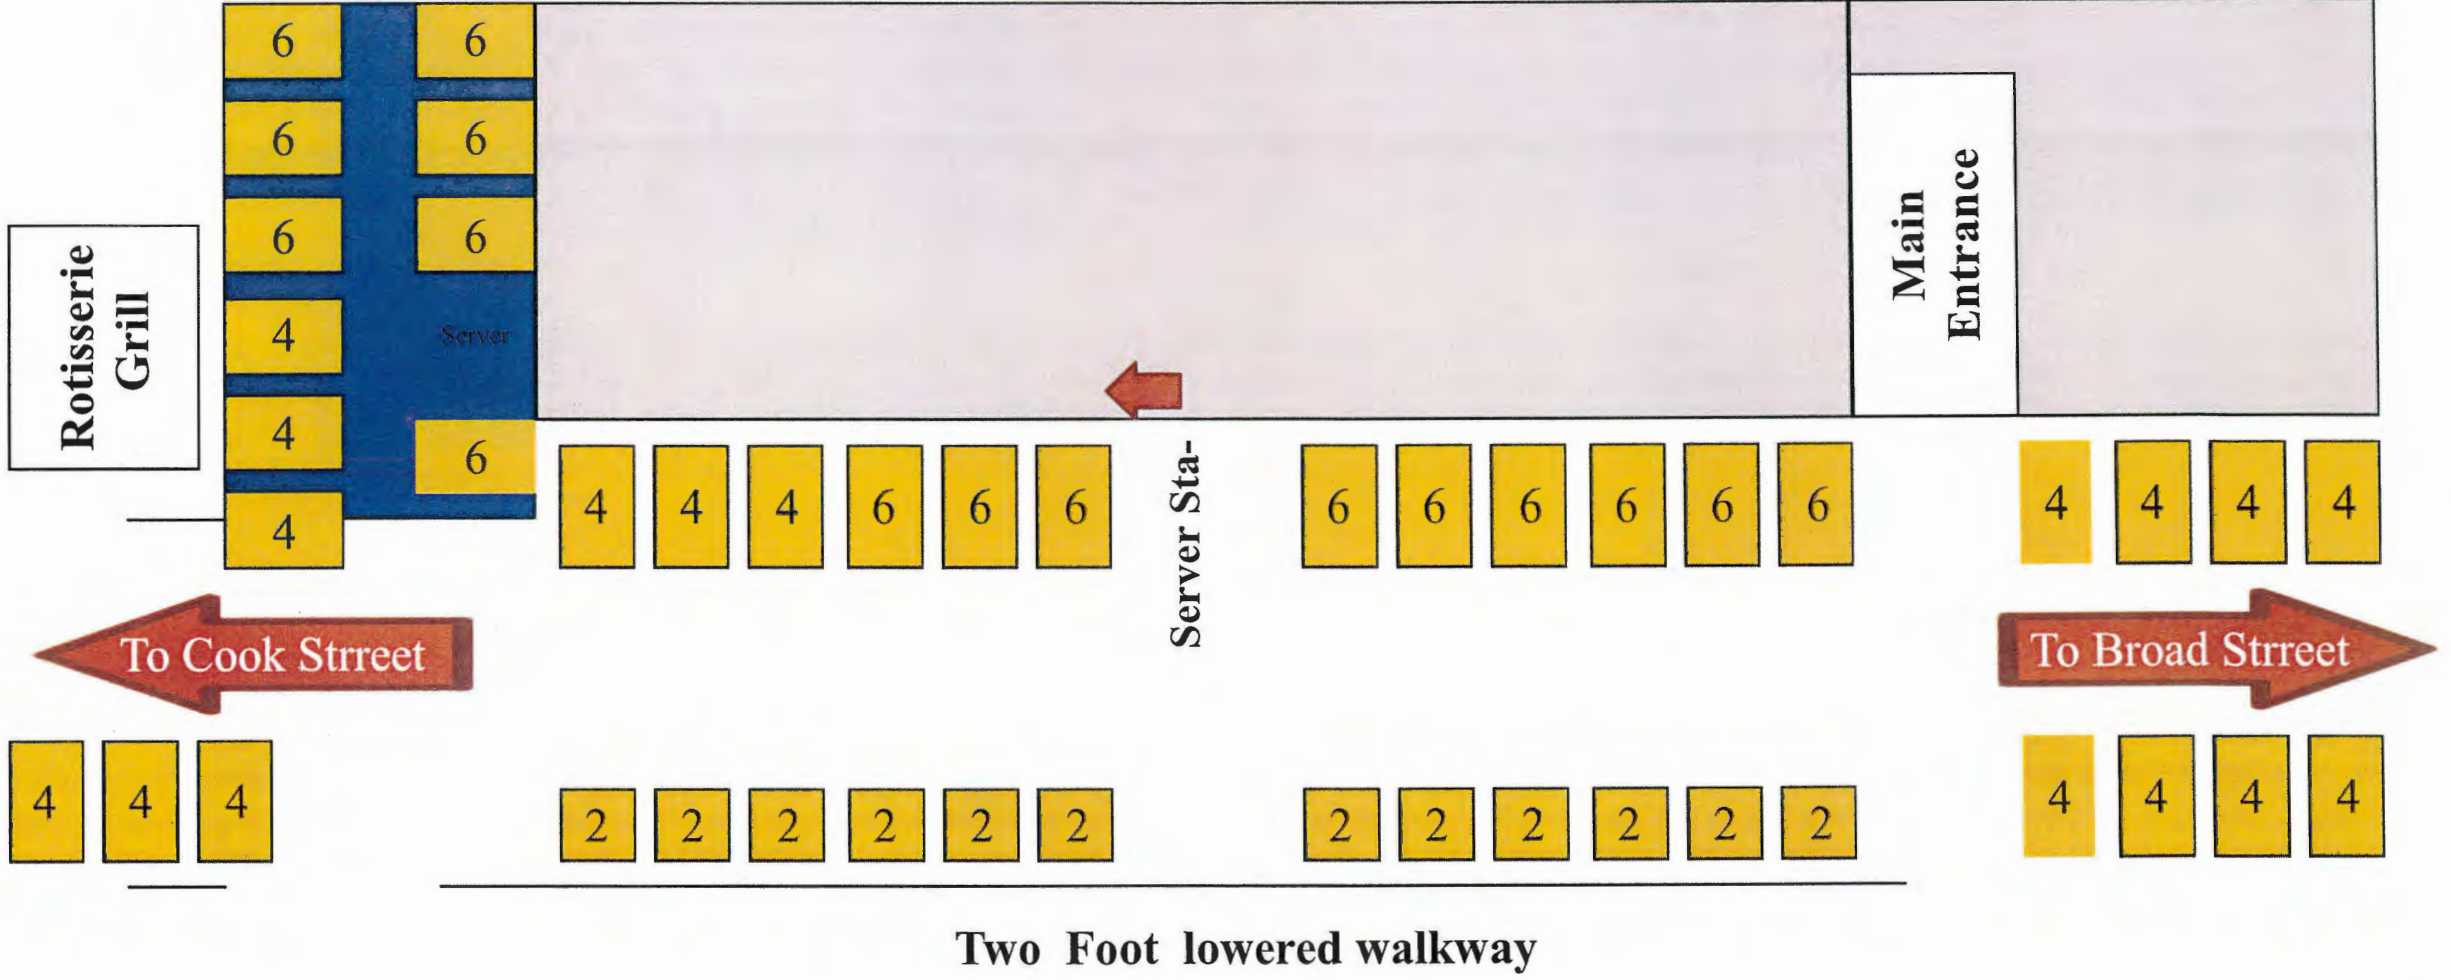 6 6
6 6
6 6
Rotisserie
Grill
4 Server
4 6
4
Main
Entrance
4 4 4 6 6 6
Server Sta-
6 6 6 6 6 6
4 4 4 4
To Cook Strreet
To Broad Strreet
4 4 4
2 2 2 2 2 2
2 2 2 2 2 2
4 4 4 4
Two Foot lowered walkway